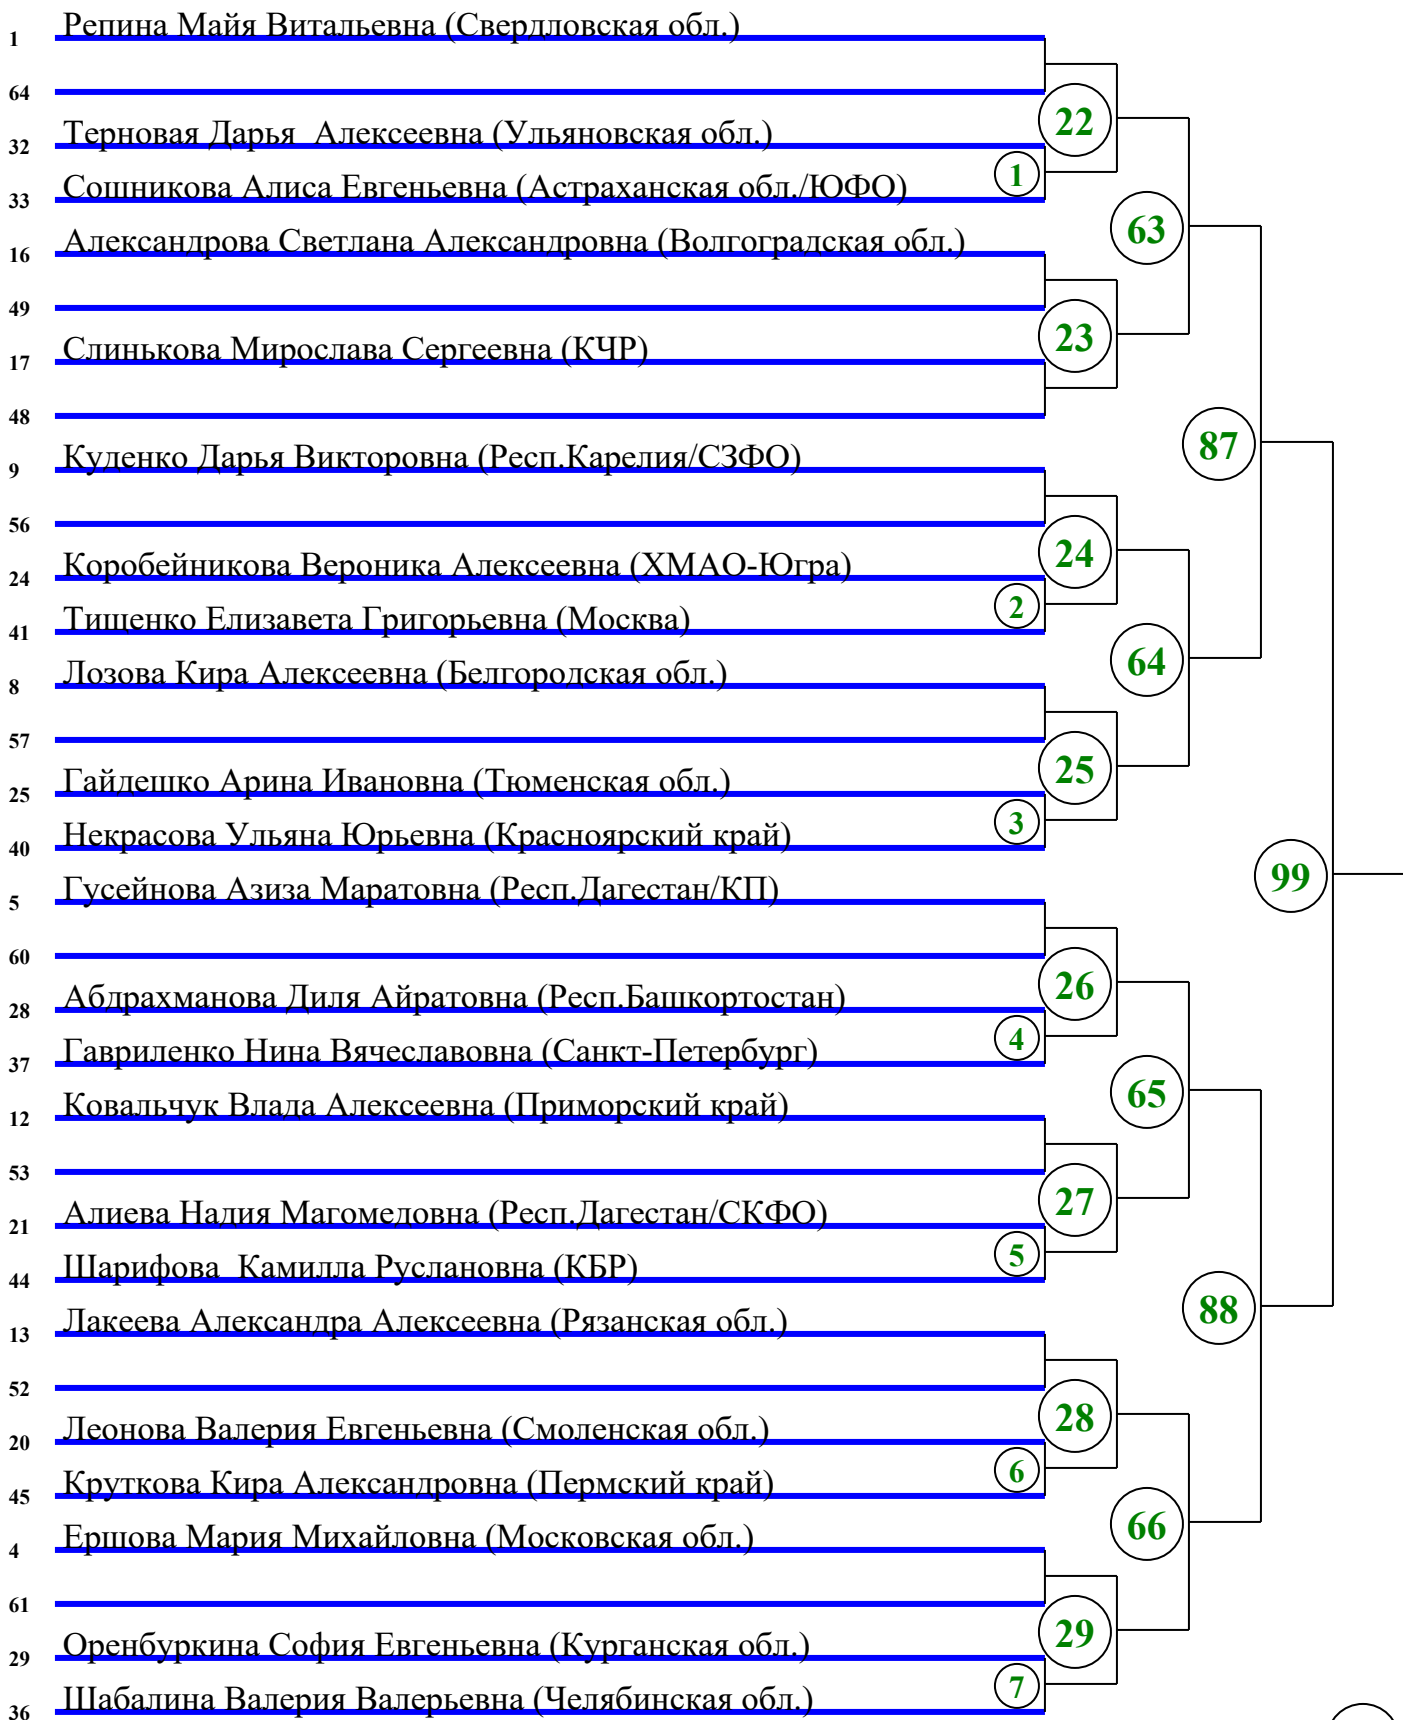 1 Репина Майя Витальевна (Свердловская обл.)
64
22
32 Терновая Дарья  Алексеевна (Ульяновская обл.)
1
33 Сошникова Алиса Евгеньевна (Астраханская обл./ЮФО)
63
16 Александрова Светлана Александровна (Волгоградская обл.)
49
23
17 Слинькова Мирослава Сергеевна (КЧР)
48
87
9 Куденко Дарья Викторовна (Респ.Карелия/СЗФО)
56
24
24 Коробейникова Вероника Алексеевна (ХМАО-Югра)
2
41 Тищенко Елизавета Григорьевна (Москва)
64
8 Лозова Кира Алексеевна (Белгородская обл.)
57
25
25 Гайдешко Арина Ивановна (Тюменская обл.)
3
40 Некрасова Ульяна Юрьевна (Красноярский край)
99
5 Гусейнова Азиза Маратовна (Респ.Дагестан/КП)
60
26
28 Абдрахманова Диля Айратовна (Респ.Башкортостан)
4
37 Гавриленко Нина Вячеславовна (Санкт-Петербург)
65
12 Ковальчук Влада Алексеевна (Приморский край)
53
27
21 Алиева Надия Магомедовна (Респ.Дагестан/СКФО)
5
44 Шарифова  Камилла Руслановна (КБР)
88
13 Лакеева Александра Алексеевна (Рязанская обл.)
52
28
20 Леонова Валерия Евгеньевна (Смоленская обл.)
6
45 Круткова Кира Александровна (Пермский край)
66
4 Ершова Мария Михайловна (Московская обл.)
61
29
29 Оренбуркина София Евгеньевна (Курганская обл.)
7
36 Шабалина Валерия Валерьевна (Челябинская обл.)